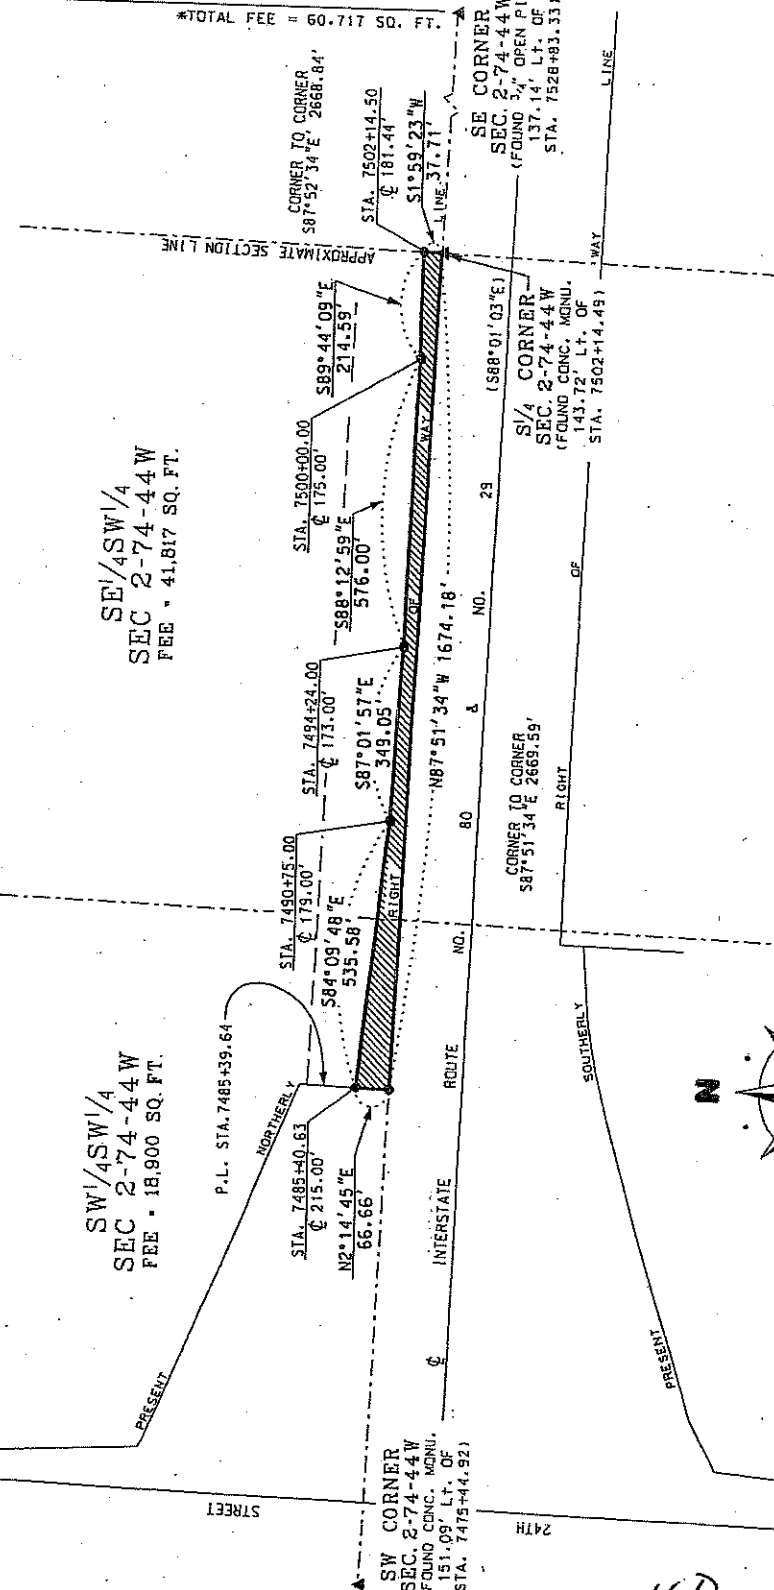 *TOTAL FEE = 60.717 SQ. FT.
SE CORNER
SEC. 2-74-44W
(FOUND 3/4" OPEN
137.14' Lt. OF
STA. 7528+83.33)
LINE
CORNER TO CORNER
S87°52'34"E 2668.84'
STA. 7502+14.50
℄ 181.44'
S1°59'23"W
37.71'
LINE
APPROXIMATE SECTION LINE
S89°44'09"E
214.59'
(S88°01'03"E)
S1/4 CORNER
SEC. 2-74-44W
(FOUND CONC. MONU.
143.72' Lt. OF
STA. 7502+14.49)
WAY
SE1/4SW1/4
SEC 2-74-44W
FEE = 41,817 SQ. FT.
STA. 7500+00.00
℄ 175.00'
S88°12'59"E
576.00'
WAY
OF
29
NO.
&
80
NO.
OF
RIGHT
STA. 7494+24.00
℄ 173.00'
S87°01'57"E
349.05'
N87°51'34"W 1674.18'
CORNER TO CORNER
S87°51'34"E 2669.59'
STA. 7490+75.00
℄ 179.00'
S84°09'48"E
535.58'
RIGHT
SW1/4SW1/4
SEC 2-74-44W
FEE = 18,900 SQ. FT.
P.L. STA. 7485+39.64
NORTHERLY
STA. 7485+40.63
℄ 215.00'
N2°14'45"E
66.66'
ROUTE
INTERSTATE
℄
SOUTHERLY
N
PRESENT
PRESENT
STREET
24TH
SW CORNER
SEC. 2-74-44W
FOUND CONC. MONU.
151.09' Lt. OF
STA. 7475+44.92)